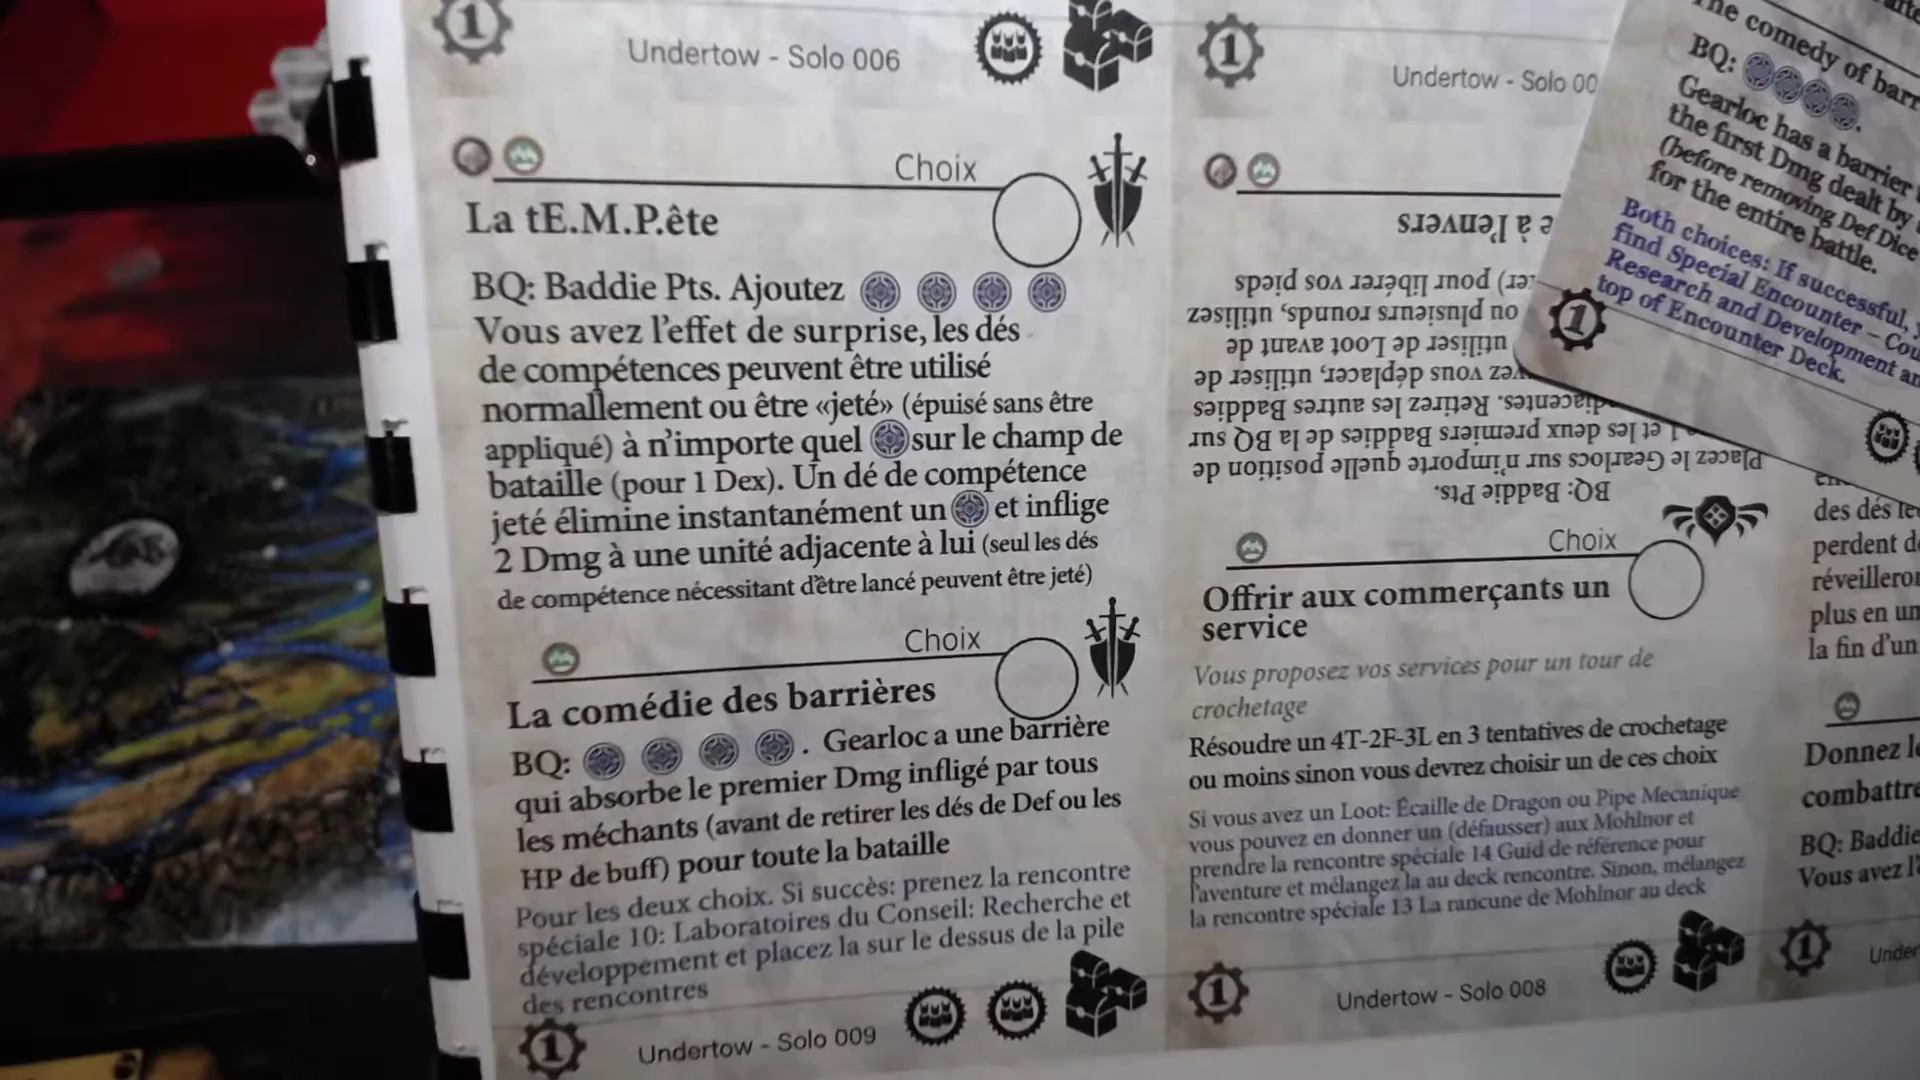 1
Undertow - Solo 006
Choix
La tE.M.P.ête
BQ: Baddie Pts. Ajoutez
Vous avez l'effet de surprise, les dés
de compétences peuvent être utilisé
normallement ou être «jeté» (épuisé sans être
appliqué) à n'importe quel sur le champ de
bataille (pour 1 Dex). Un dé de compétence
jeté élimine instantanément un et inflige
2 Dmg à une unité adjacente à lui (seul les dés
de compétence nécessitant d'être lancé peuvent être jeté)
Choix
La comédie des barrières
BQ: . Gearloc a une barrière
qui absorbe le premier Dmg infligé par tous
les méchants (avant de retirer les dés de Def ou les
HP de buff) pour toute la bataille
Pour les deux choix. Si succès: prenez la rencontre
spéciale 10: Laboratoires du Conseil: Recherche et
développement et placez la sur le dessus de la pile
des rencontres
1
Undertow - Solo 009
1
Undertow - Solo 00
BQ: Baddie Pts.
Placez le Gearlocs sur n'importe quelle position de
1 et les deux premiers Baddies de la BQ sur
diacentes. Retirez les autres Baddies
vez vous déplacer, utiliser de
utiliser de Loot avant de
ou plusieurs rounds, utilisez
pour libérer vos pieds
à l'envers
Choix
Offrir aux commerçants un
service
Vous proposez vos services pour un tour de
crochetage
Résoudre un 4T-2F-3L en 3 tentatives de crochetage
ou moins sinon vous devrez choisir un de ces choix
Si vous avez un Loot: Écaille de Dragon ou Pipe Mecanique
vous pouvez en donner un (défausser) aux Mohlnor et
prendre la rencontre spéciale 14 Guid de référence pour
l'aventure et mélangez la au deck rencontre. Sinon, mélangez
la rencontre spéciale 13 La rancune de Mohlnor au deck
1
Undertow - Solo 008
The comedy of barr
BQ:
Gearloc has a barrier
the first Dmg dealt by
(before removing Def Dice
for the entire battle.
Both choices: If successful,
find Special Encounter – Cou
Research and Development an
top of Encounter Deck.
1
des dés
perdent d
réveilleron
plus en un
la fin d'un
Donnez le
combattre
BQ: Baddie
Vous avez l'
1
Under